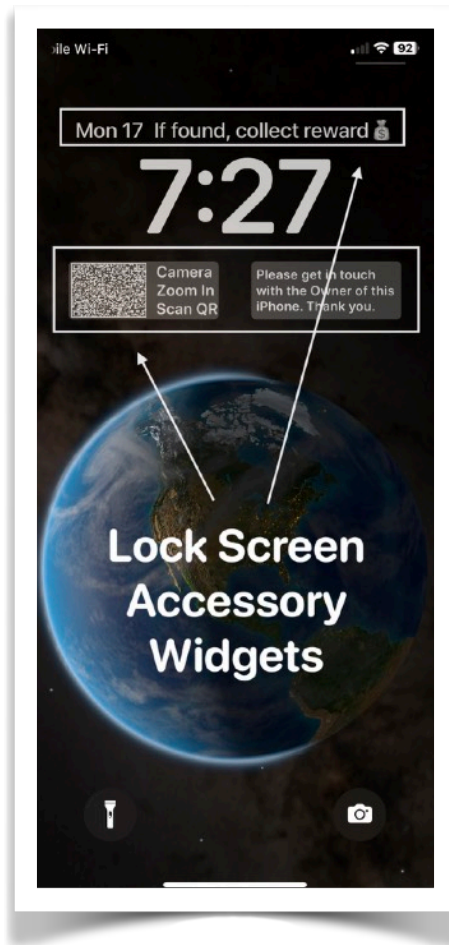 ile Wi-Fi 92
Mon 17 If found, collect reward💰
7:27
Camera
Zoom In
Scan QR
Please get in touch
with the Owner of this
iPhone. Thank you.
Lock Screen
Accessory
Widgets